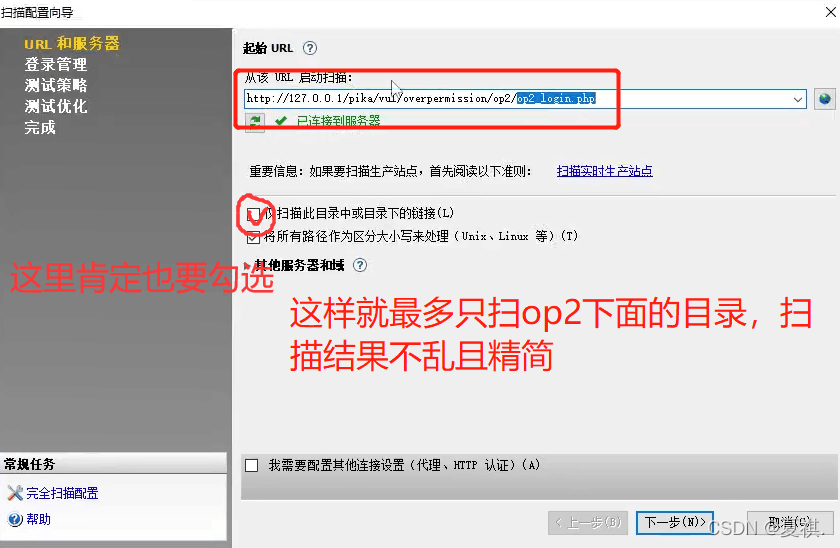 扫描配置向导
URL 和服务器
登录管理
测试策略
测试优化
完成
起始 URL
从该 URL 启动扫描:
http://127.0.0.1/pika/vul/overpermission/op2/op2_login.php
已连接到服务器
重要信息:如果要扫描生产站点,首先阅读以下准则: 扫描实时生产站点
仅扫描此目录中或目录下的链接(L)
将所有路径作为区分大小写来处理(Unix、Linux 等)(T)
其他服务器和域
这里肯定也要勾选
这样就最多只扫op2下面的目录,扫
描结果不乱且精简
我需要配置其他连接设置(代理、HTTP 认证)(A)
常规任务
完全扫描配置
帮助
< 上一步(B) 下一步(N)> 取消(C)
CSDN @夏祺.